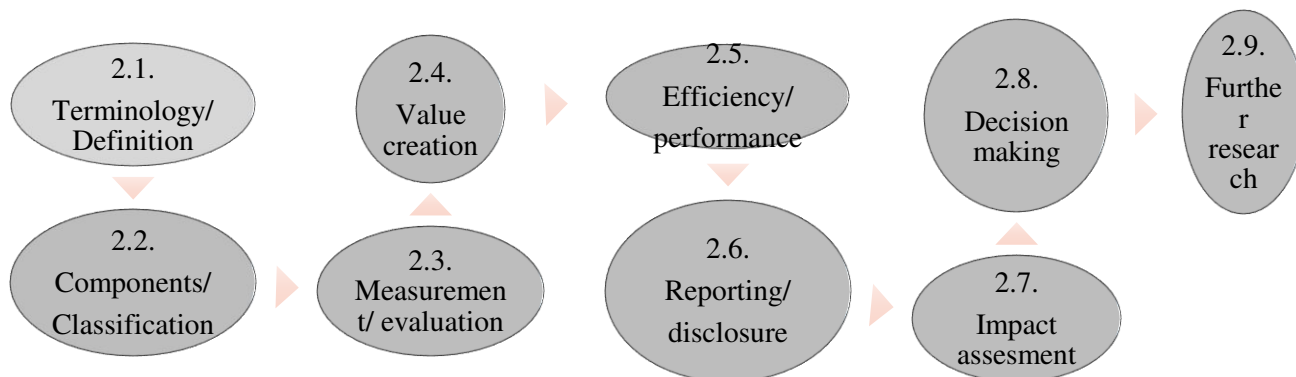 2.1.
Terminology/
Definition
2.2.
Components/
Classification
2.3.
Measuremen
t/ evaluation
2.4.
Value
creation
2.5.
Efficiency/
performance
2.6.
Reporting/
disclosure
2.7.
Impact
assesment
2.8.
Decision
making
2.9.
Furthe
r
resear
ch